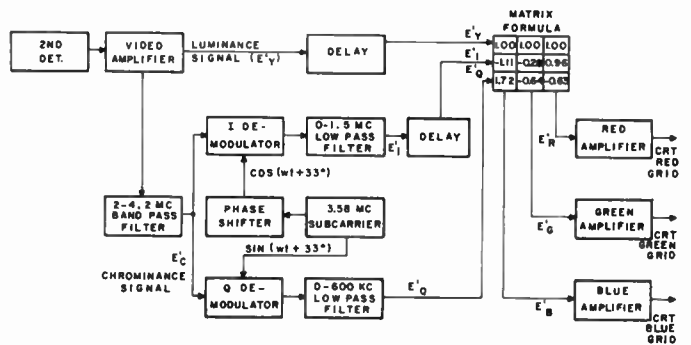 MATRIX
FORMULA
2ND
DET.
VIDEO
AMPLIFIER
LUMINANCE
SIGNAL (E'Y)
DELAY
E'Y
E'I
E'Q
1.00 1.00 1.00
-1.11 -0.28 0.96
1.72 -0.64 -0.63
I DE-
MODULATOR
0-1.5 MC
LOW PASS
FILTER
E'I
DELAY
E'R
RED
AMPLIFIER
CRT
RED
GRID
COS (wt+33°)
2-4.2 MC
BAND PASS
FILTER
PHASE
SHIFTER
3.58 MC
SUBCARRIER
E'G
GREEN
AMPLIFIER
CRT
GREEN
GRID
SIN (wt + 33°)
E'C
CHROMINANCE
SIGNAL
Q DE-
MODULATOR
0-600 KC
LOW PASS
FILTER
E'Q
E'B
BLUE
AMPLIFIER
CRT
BLUE
GRID